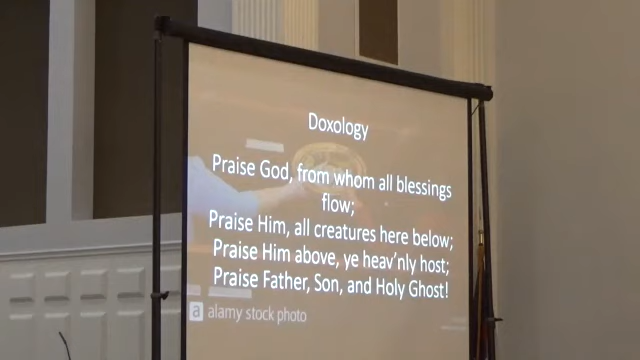 Doxology
Praise God, from whom all blessings
flow;
Praise Him, all creatures here below;
Praise Him above, ye heav'nly host;
Praise Father, Son, and Holy Ghost!
a alamy stock photo